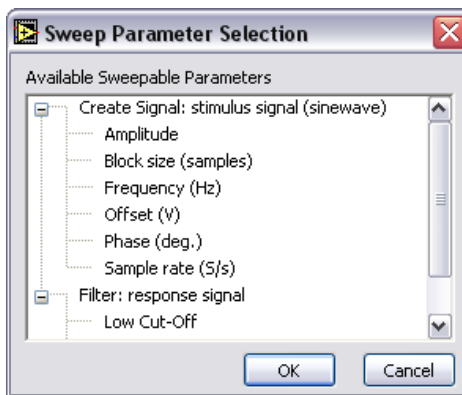 Sweep Parameter Selection
Available Sweepable Parameters
Create Signal: stimulus signal (sinewave)
Amplitude
Block size (samples)
Frequency (Hz)
Offset (V)
Phase (deg.)
Sample rate (S/s)
Filter: response signal
Low Cut-Off
OK Cancel